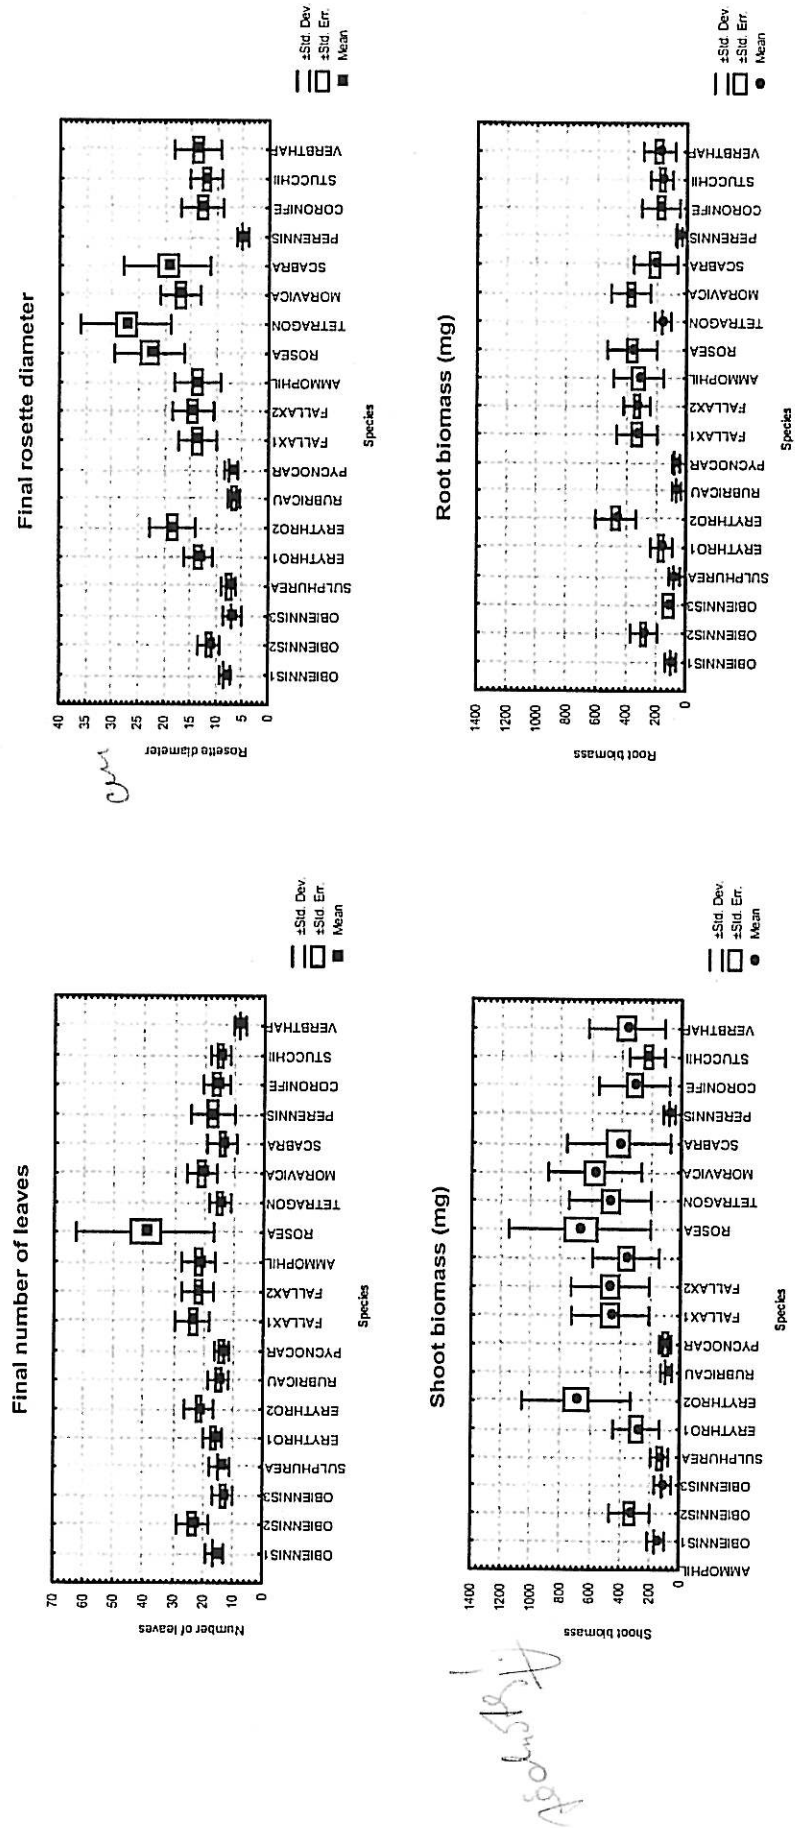 Final number of leaves
Number of leaves
70
60
50
40
30
20
10
0
OBIENNIS1
OBIENNIS2
OBIENNIS3
SULPHUREA
ERYTHRO1
ERYTHRO2
RUBRICAU
PYCNOCAR
FALLAX1
FALLAX2
AMMOPHIL
ROSEA
TETRAGON
MORAVICA
SCABRA
PERENNIS
CORONIFE
STUCCHII
VERBTHAP
Species
±Std. Dev.
±Std. Err.
Mean
Final rosette diameter
cm
Rosette diameter
40
35
30
25
20
15
10
5
0
OBIENNIS1
OBIENNIS2
OBIENNIS3
SULPHUREA
ERYTHRO1
ERYTHRO2
RUBRICAU
PYCNOCAR
FALLAX1
FALLAX2
AMMOPHIL
ROSEA
TETRAGON
MORAVICA
SCABRA
PERENNIS
CORONIFE
STUCCHII
VERBTHAP
Species
±Std. Dev.
±Std. Err.
Mean
Shoot biomass (mg)
Shoot biomass
1400
1200
1000
800
600
400
200
0
AMMOPHIL
OBIENNIS1
OBIENNIS2
OBIENNIS3
SULPHUREA
ERYTHRO1
ERYTHRO2
RUBRICAU
PYCNOCAR
FALLAX1
FALLAX2
ROSEA
TETRAGON
MORAVICA
SCABRA
PERENNIS
CORONIFE
STUCCHII
VERBTHAP
Species
±Std. Dev.
±Std. Err.
Mean
Root biomass (mg)
Root biomass
1400
1200
1000
800
600
400
200
0
OBIENNIS1
OBIENNIS2
OBIENNIS3
SULPHUREA
ERYTHRO1
ERYTHRO2
RUBRICAU
PYCNOCAR
FALLAX1
FALLAX2
AMMOPHIL
ROSEA
TETRAGON
MORAVICA
SCABRA
PERENNIS
CORONIFE
STUCCHII
VERBTHAP
Species
±Std. Dev.
±Std. Err.
Mean